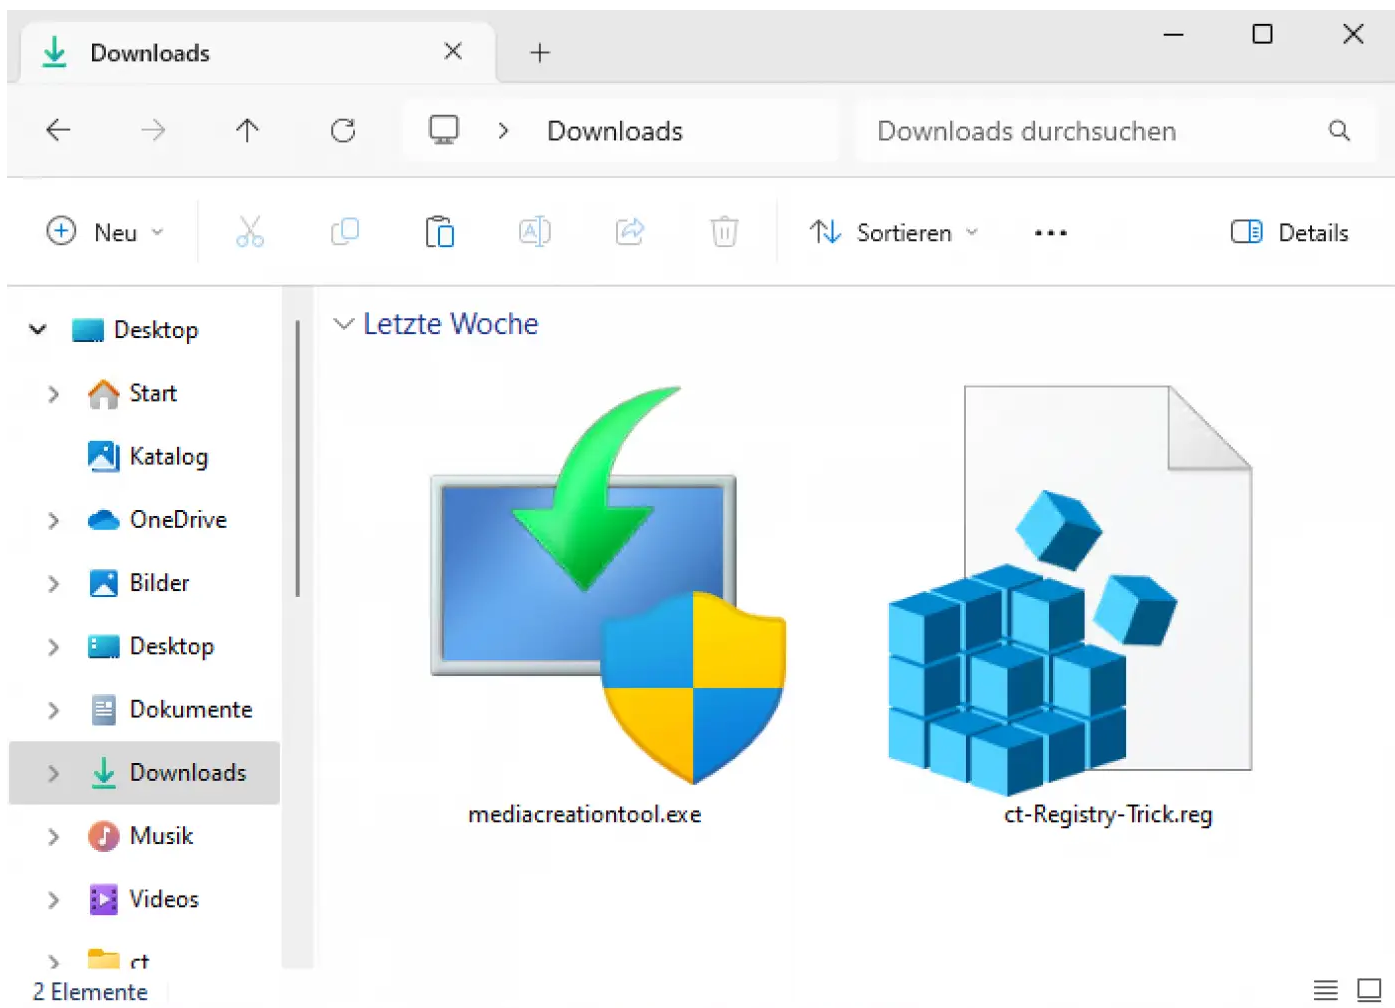 Downloads
Downloads
Downloads durchsuchen
Neu
Sortieren
Details
Desktop
Start
Katalog
OneDrive
Bilder
Desktop
Dokumente
Downloads
Musik
Videos
ct
Letzte Woche
mediacreationtool.exe
ct-Registry-Trick.reg
2 Elemente